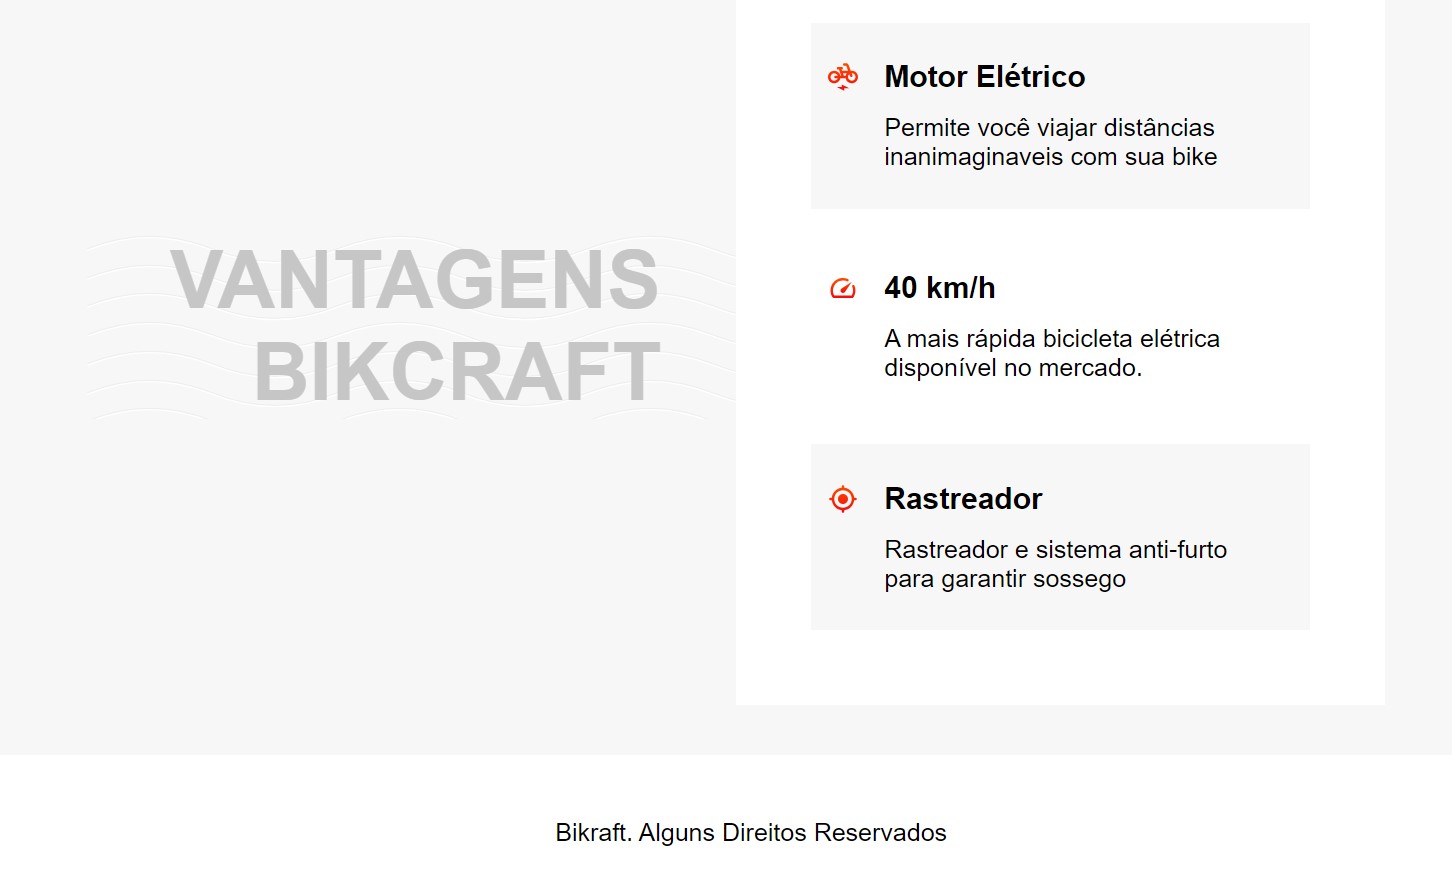 VANTAGENS
BIKCRAFT
Motor Elétrico
Permite você viajar distâncias
inanimaginaveis com sua bike
40 km/h
A mais rápida bicicleta elétrica
disponível no mercado.
Rastreador
Rastreador e sistema anti-furto
para garantir sossego
Bikraft. Alguns Direitos Reservados